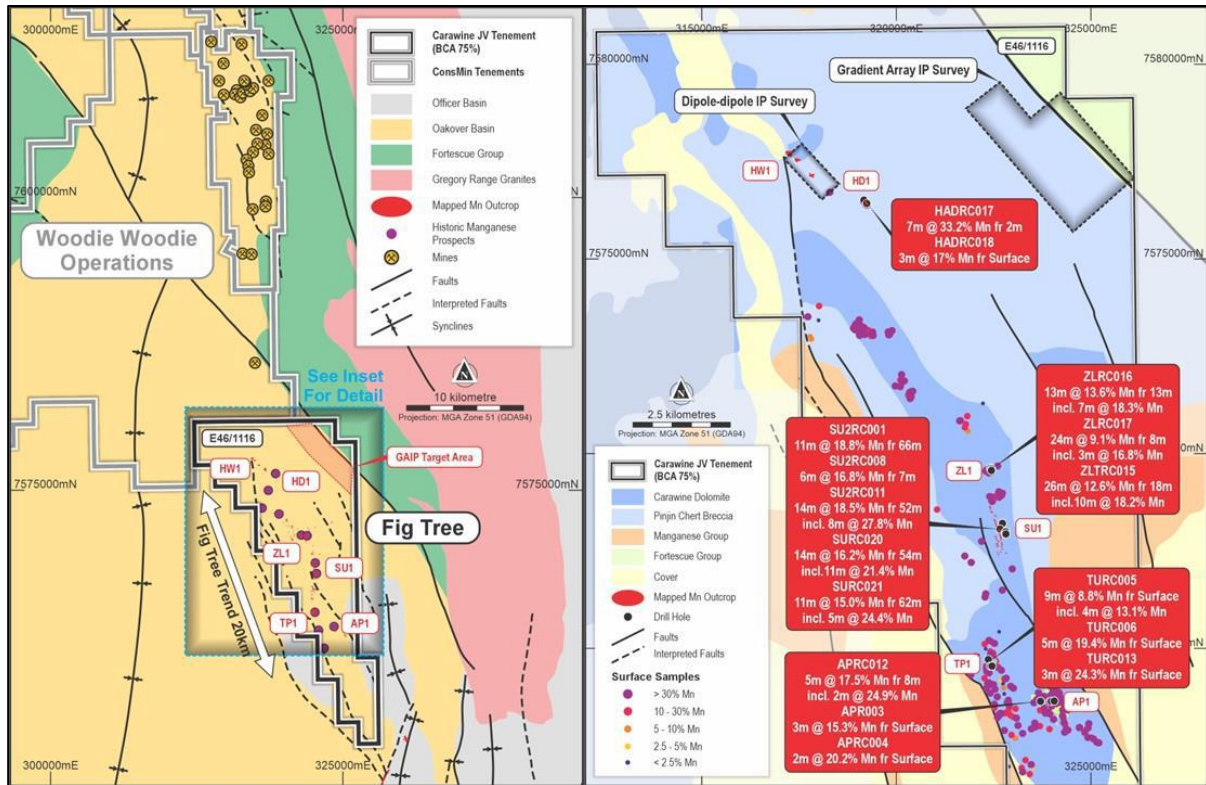 300000mE
325000mE
7600000mN
7575000mN
Woodie Woodie
Operations
Carawine JV Tenement
(BCA 75%)
ConsMin Tenements
Officer Basin
Oakover Basin
Fortescue Group
Gregory Range Granites
Mapped Mn Outcrop
Historic Manganese
Prospects
Mines
Faults
Interpreted Faults
Synclines
N
10 kilometre
Projection: MGA Zone 51 (GDA94)
See Inset
For Detail
E46/1116
GAIP Target Area
HW1
HD1
Fig Tree
ZL1
SU1
TP1
AP1
Fig Tree Trend 20km
300000mE
325000mE
315000mE
320000mE
325000mE
7580000mN
7580000mN
E46/1116
Gradient Array IP Survey
Dipole-dipole IP Survey
HW1
HD1
HADRC017
7m @ 33.2% Mn fr 2m
HADRC018
3m @ 17% Mn fr Surface
7575000mN
7575000mN
N
2.5 kilometres
Projection: MGA Zone 51 (GDA94)
ZLRC016
13m @ 13.6% Mn fr 13m
incl. 7m @ 18.3% Mn
ZLRC017
24m @ 9.1% Mn fr 8m
incl. 3m @ 16.8% Mn
ZLTRC015
26m @ 12.6% Mn fr 18m
incl.10m @ 18.2% Mn
SU2RC001
11m @ 18.8% Mn fr 66m
SU2RC008
6m @ 16.8% Mn fr 7m
SU2RC011
14m @ 18.5% Mn fr 52m
incl. 8m @ 27.8% Mn
SURC020
14m @ 16.2% Mn fr 54m
incl.11m @ 21.4% Mn
SURC021
11m @ 15.0% Mn fr 62m
incl. 5m @ 24.4% Mn
ZL1
SU1
TURC005
9m @ 8.8% Mn fr Surface
incl. 4m @ 13.1% Mn
TURC006
5m @ 19.4% Mn fr Surface
TURC013
3m @ 24.3% Mn fr Surface
TP1
AP1
APRC012
5m @ 17.5% Mn fr 8m
incl. 2m @ 24.9% Mn
APR003
3m @ 15.3% Mn fr Surface
APRC004
2m @ 20.2% Mn fr Surface
Carawine JV Tenement
(BCA 75%)
Carawine Dolomite
Pinjin Chert Breccia
Manganese Group
Fortescue Group
Cover
Mapped Mn Outcrop
Drill Hole
Faults
Interpreted Faults
Surface Samples
> 30% Mn
10 - 30% Mn
5 - 10% Mn
2.5 - 5% Mn
< 2.5% Mn
325000mE